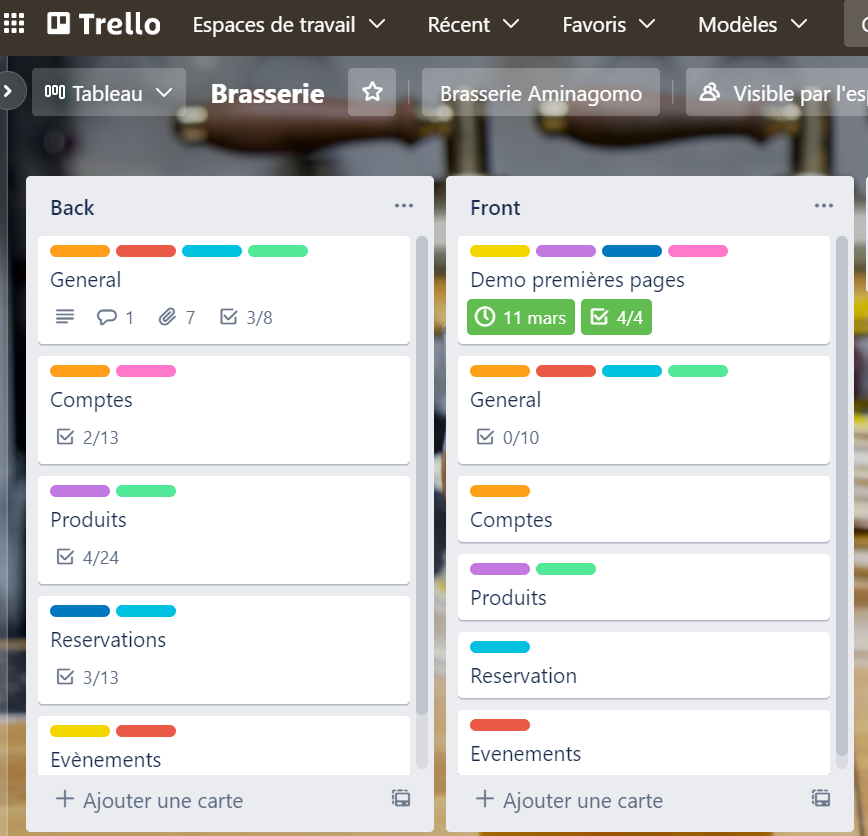 Trello Espaces de travail Récent Favoris Modèles
Tableau Brasserie Brasserie Aminagomo Visible par l'esp
Back
General
1 7 3/8
Comptes
2/13
Produits
4/24
Reservations
3/13
Evènements
Ajouter une carte
Front
Demo premières pages
11 mars 4/4
General
0/10
Comptes
Produits
Reservation
Evenements
Ajouter une carte